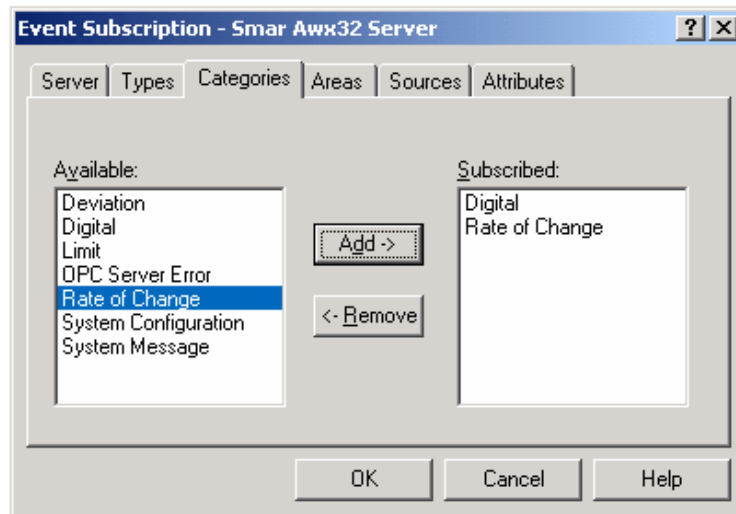 Event Subscription - Smar Awx32 Server
Server Types Categories Areas Sources Attributes
Available:
Deviation
Digital
Limit
OPC Server Error
Rate of Change
System Configuration
System Message
Add ->
<- Remove
Subscribed:
Digital
Rate of Change
OK Cancel Help